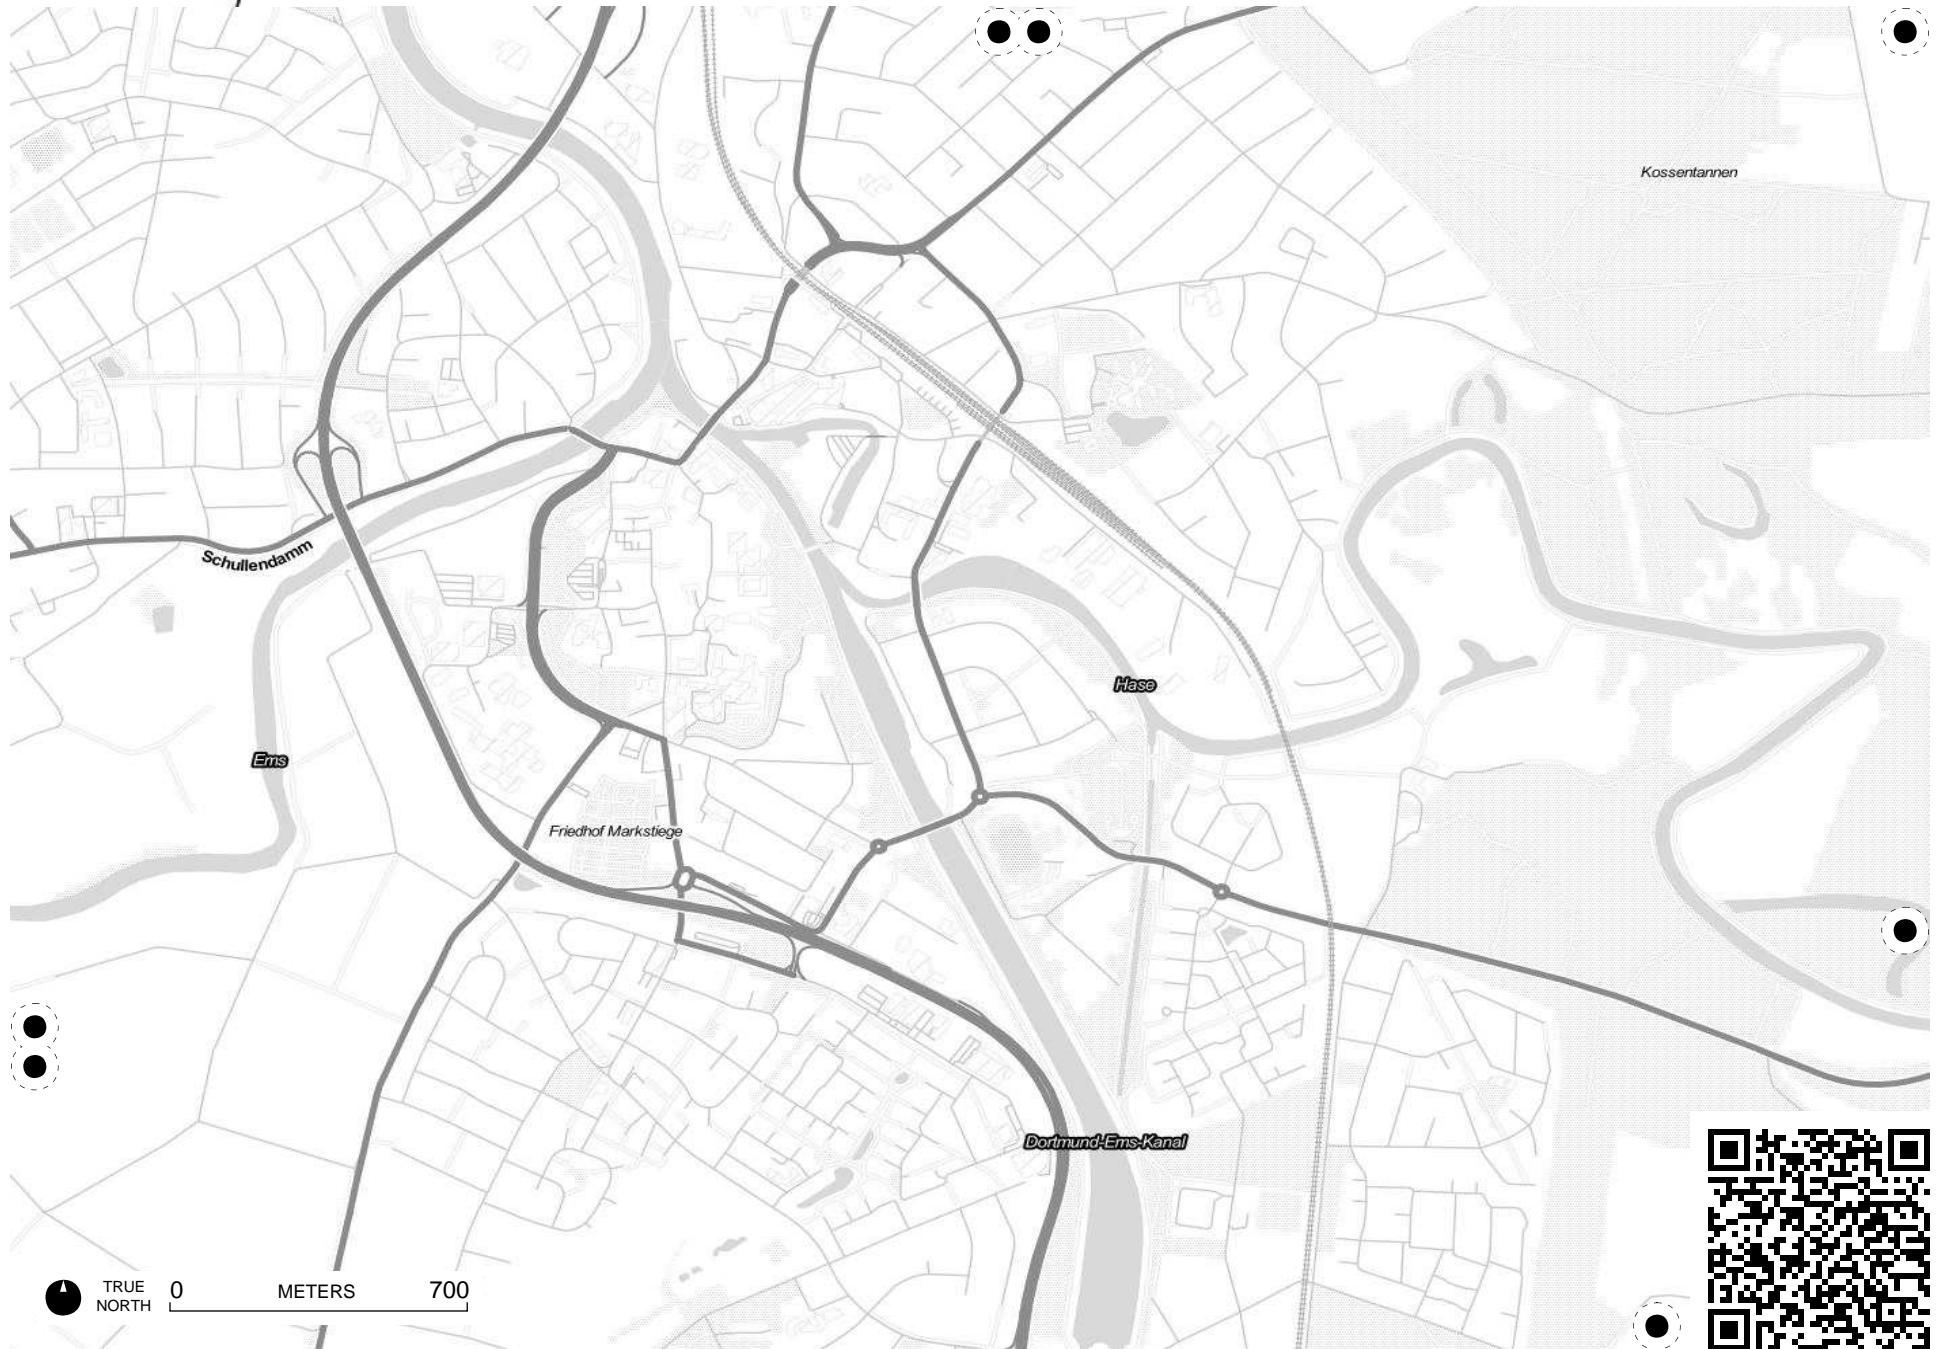 Kossentannen
Schullendamm
Hase
Ems
Friedhof Markstiege
Dortmund-Ems-Kanal
TRUE
NORTH
0 METERS 700